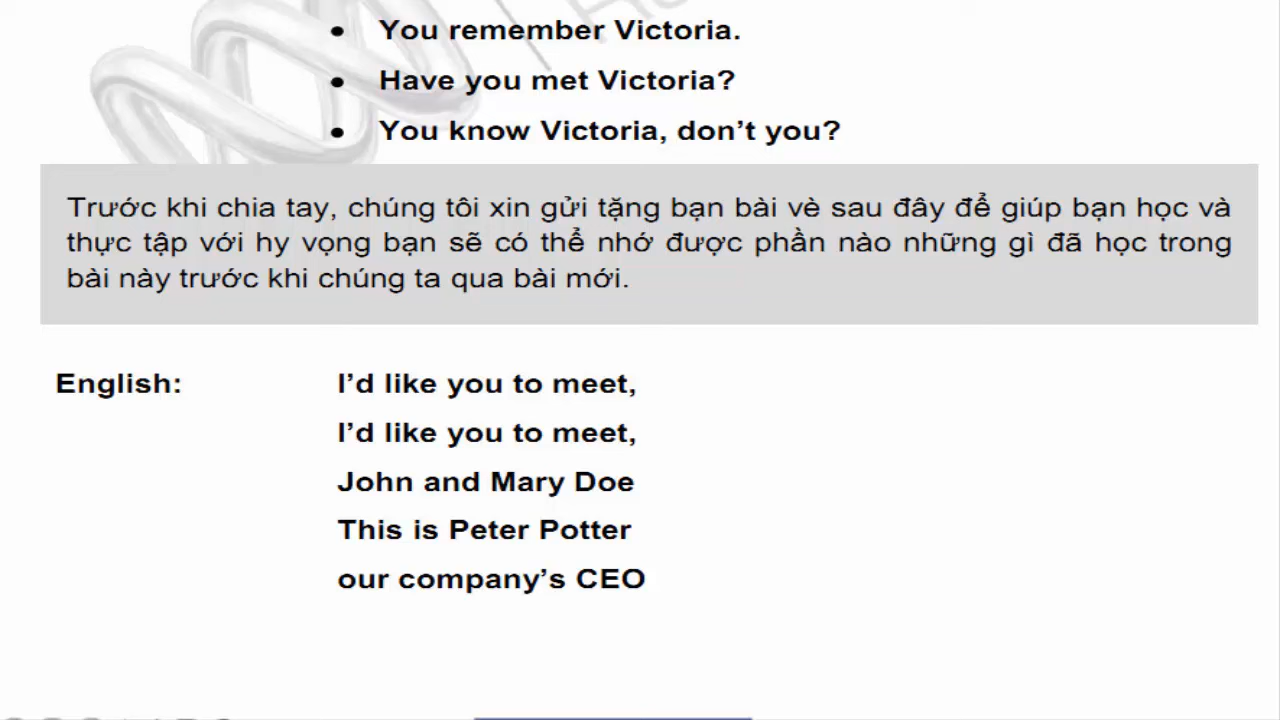 • You remember Victoria.
• Have you met Victoria?
• You know Victoria, don’t you?
Trước khi chia tay, chúng tôi xin gửi tặng bạn bài vè sau đây để giúp bạn học và
thực tập với hy vọng bạn sẽ có thể nhớ được phần nào những gì đã học trong
bài này trước khi chúng ta qua bài mới.
English: I’d like you to meet,
I’d like you to meet,
John and Mary Doe
This is Peter Potter
our company’s CEO